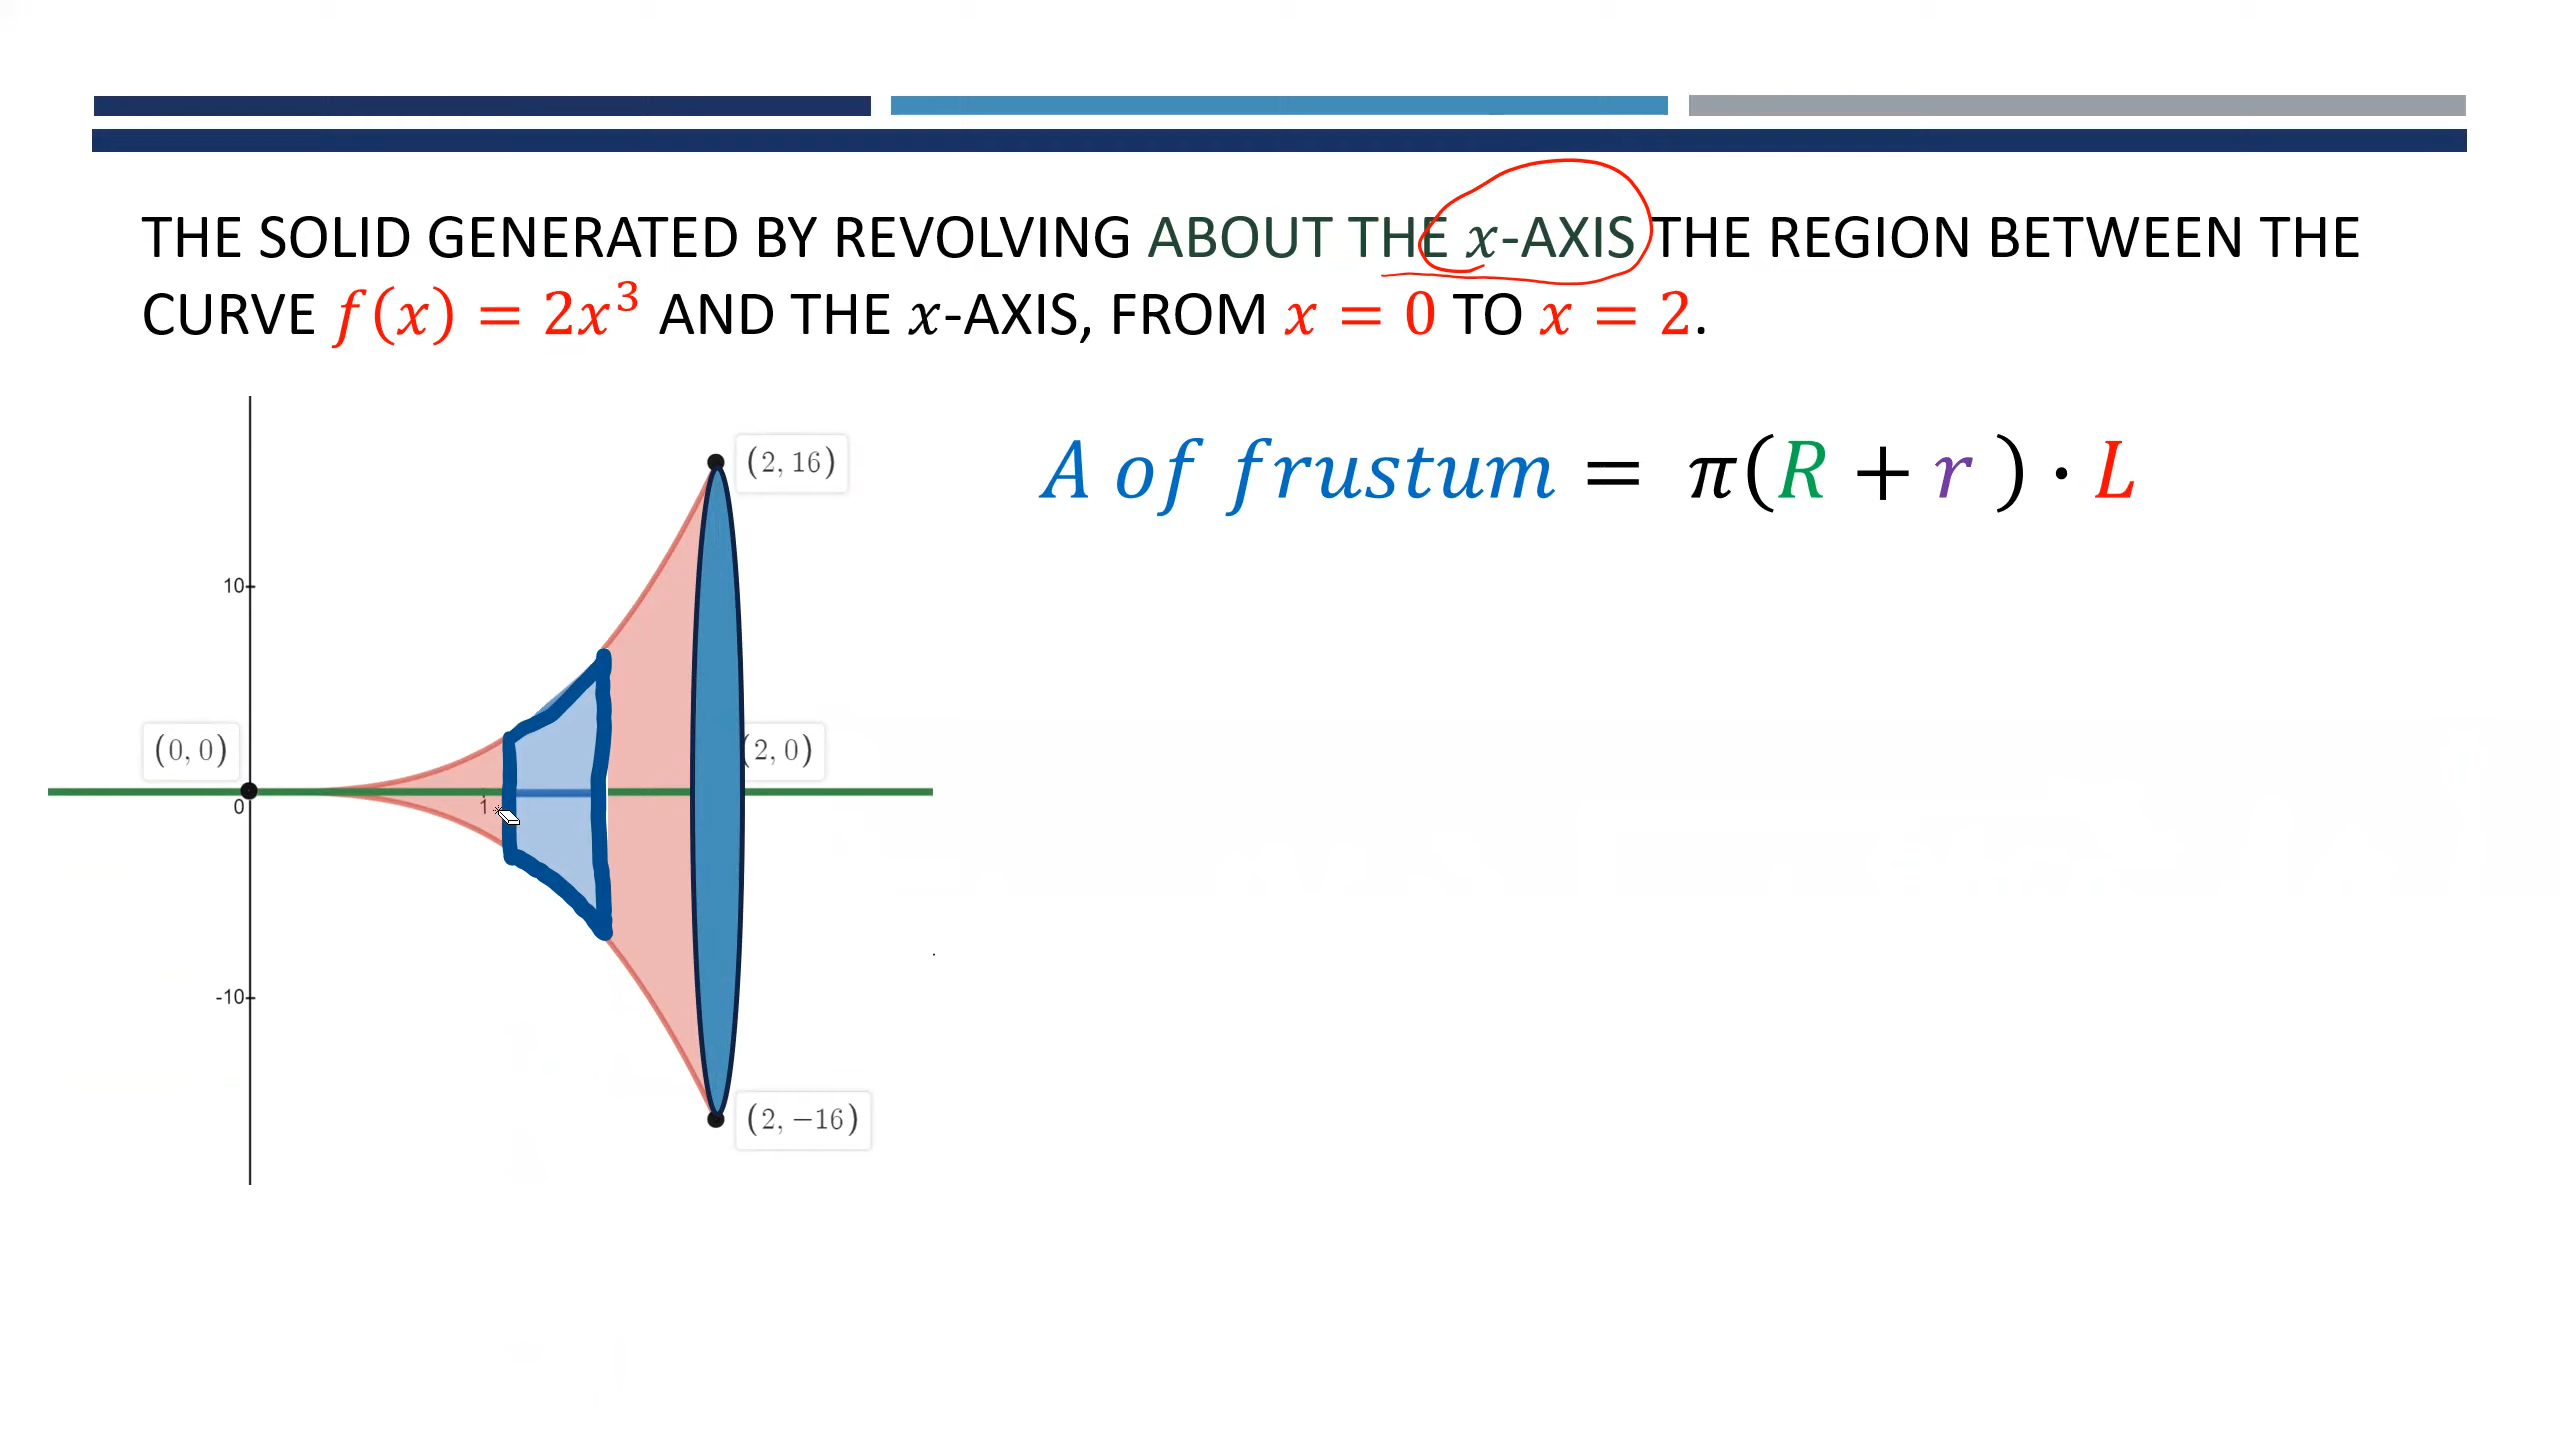 THE SOLID GENERATED BY REVOLVING ABOUT THE x-AXIS THE REGION BETWEEN THE
CURVE f(x) = 2x³ AND THE x-AXIS, FROM x = 0 TO x = 2.
A of frustum = π(R + r) · L
(2, 16)
10
(0, 0)
(2, 0)
0
1
-10
(2, −16)